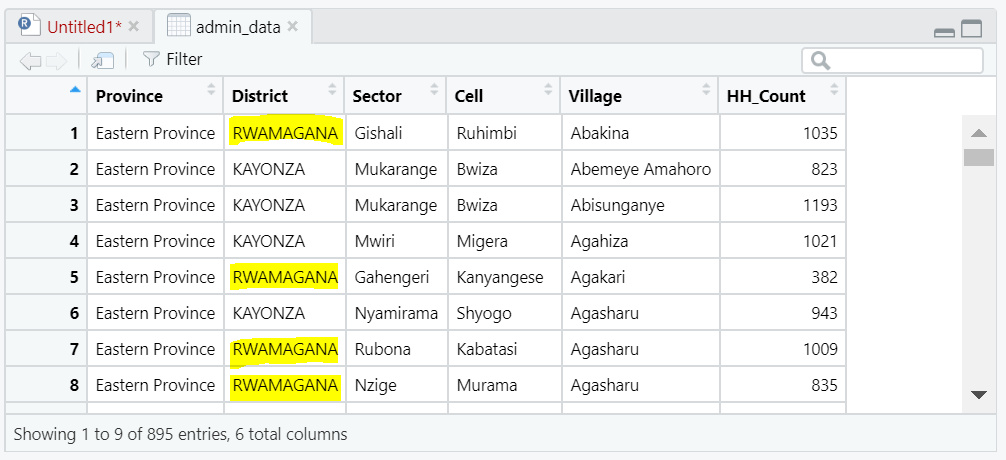 Untitled1* admin_data
Filter
Province District Sector Cell Village HH_Count
1 Eastern Province RWAMAGANA Gishali Ruhimbi Abakina 1035
2 Eastern Province KAYONZA Mukarange Bwiza Abemeye Amahoro 823
3 Eastern Province KAYONZA Mukarange Bwiza Abisunganye 1193
4 Eastern Province KAYONZA Mwiri Migera Agahiza 1021
5 Eastern Province RWAMAGANA Gahengeri Kanyangese Agakari 382
6 Eastern Province KAYONZA Nyamirama Shyogo Agasharu 943
7 Eastern Province RWAMAGANA Rubona Kabatasi Agasharu 1009
8 Eastern Province RWAMAGANA Nzige Murama Agasharu 835
Showing 1 to 9 of 895 entries, 6 total columns